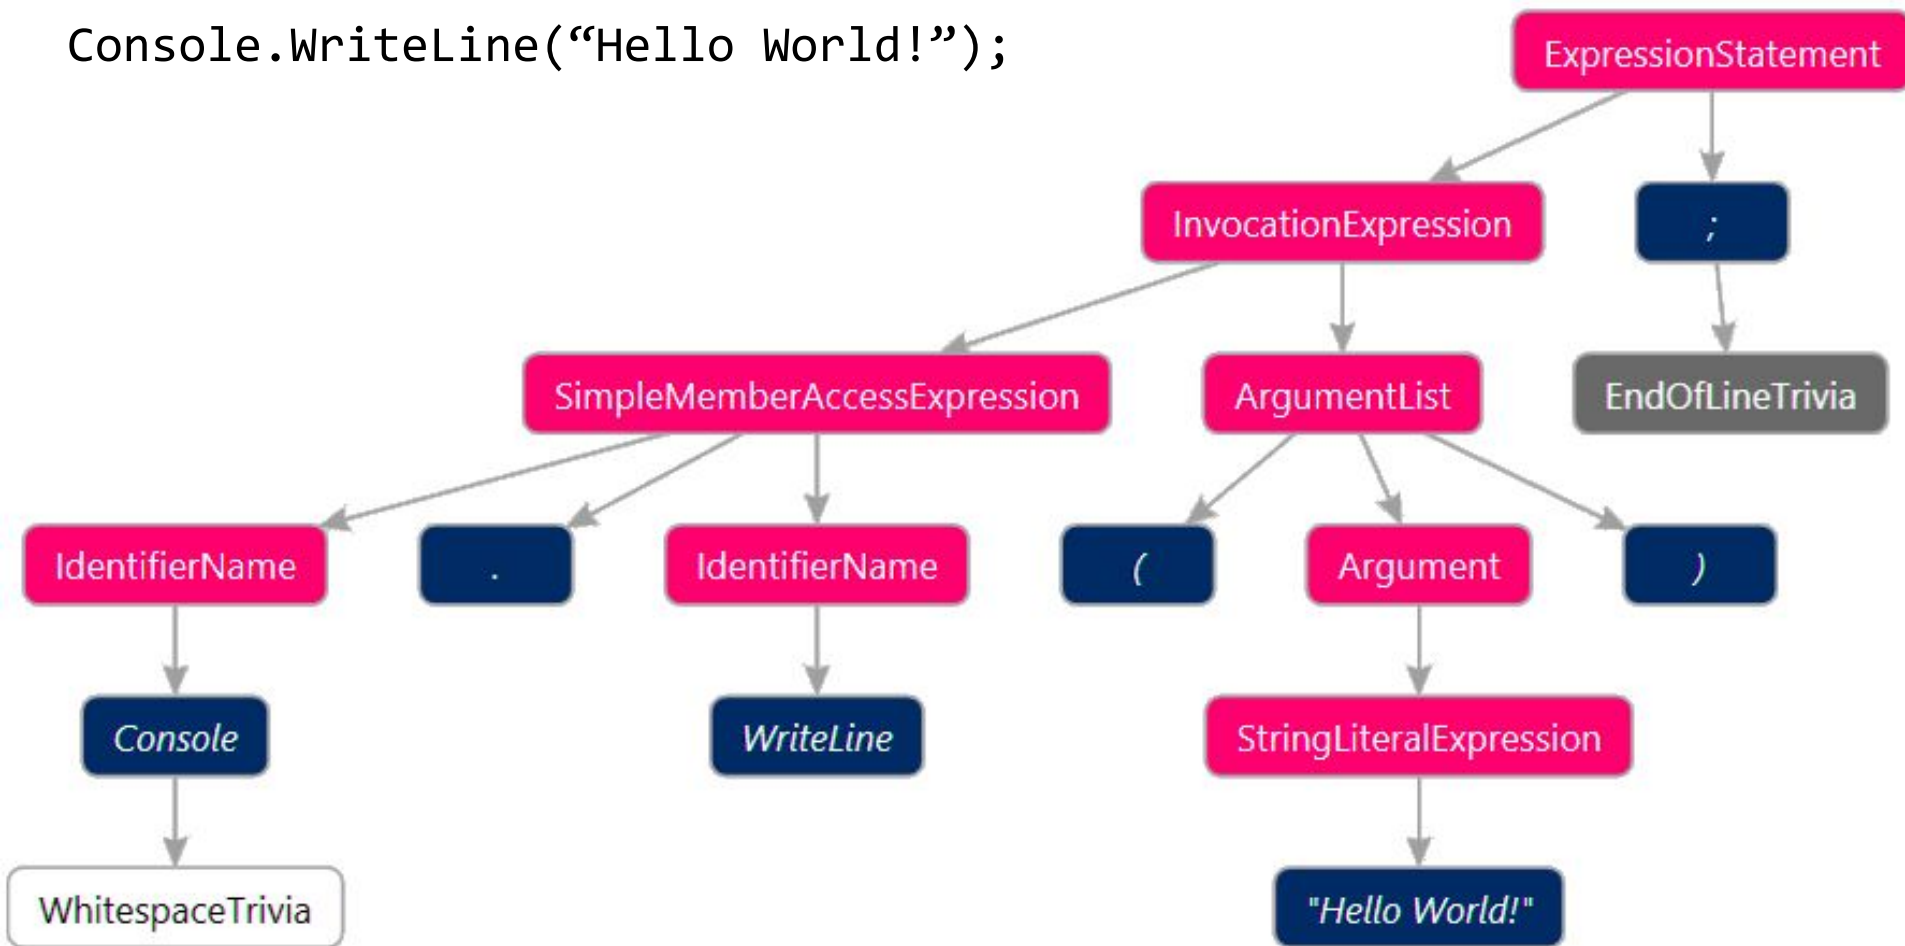 Console.WriteLine(“Hello World!”);
ExpressionStatement
InvocationExpression
;
SimpleMemberAccessExpression
ArgumentList
EndOfLineTrivia
IdentifierName
.
IdentifierName
(
Argument
)
Console
WriteLine
StringLiteralExpression
WhitespaceTrivia
"Hello World!"